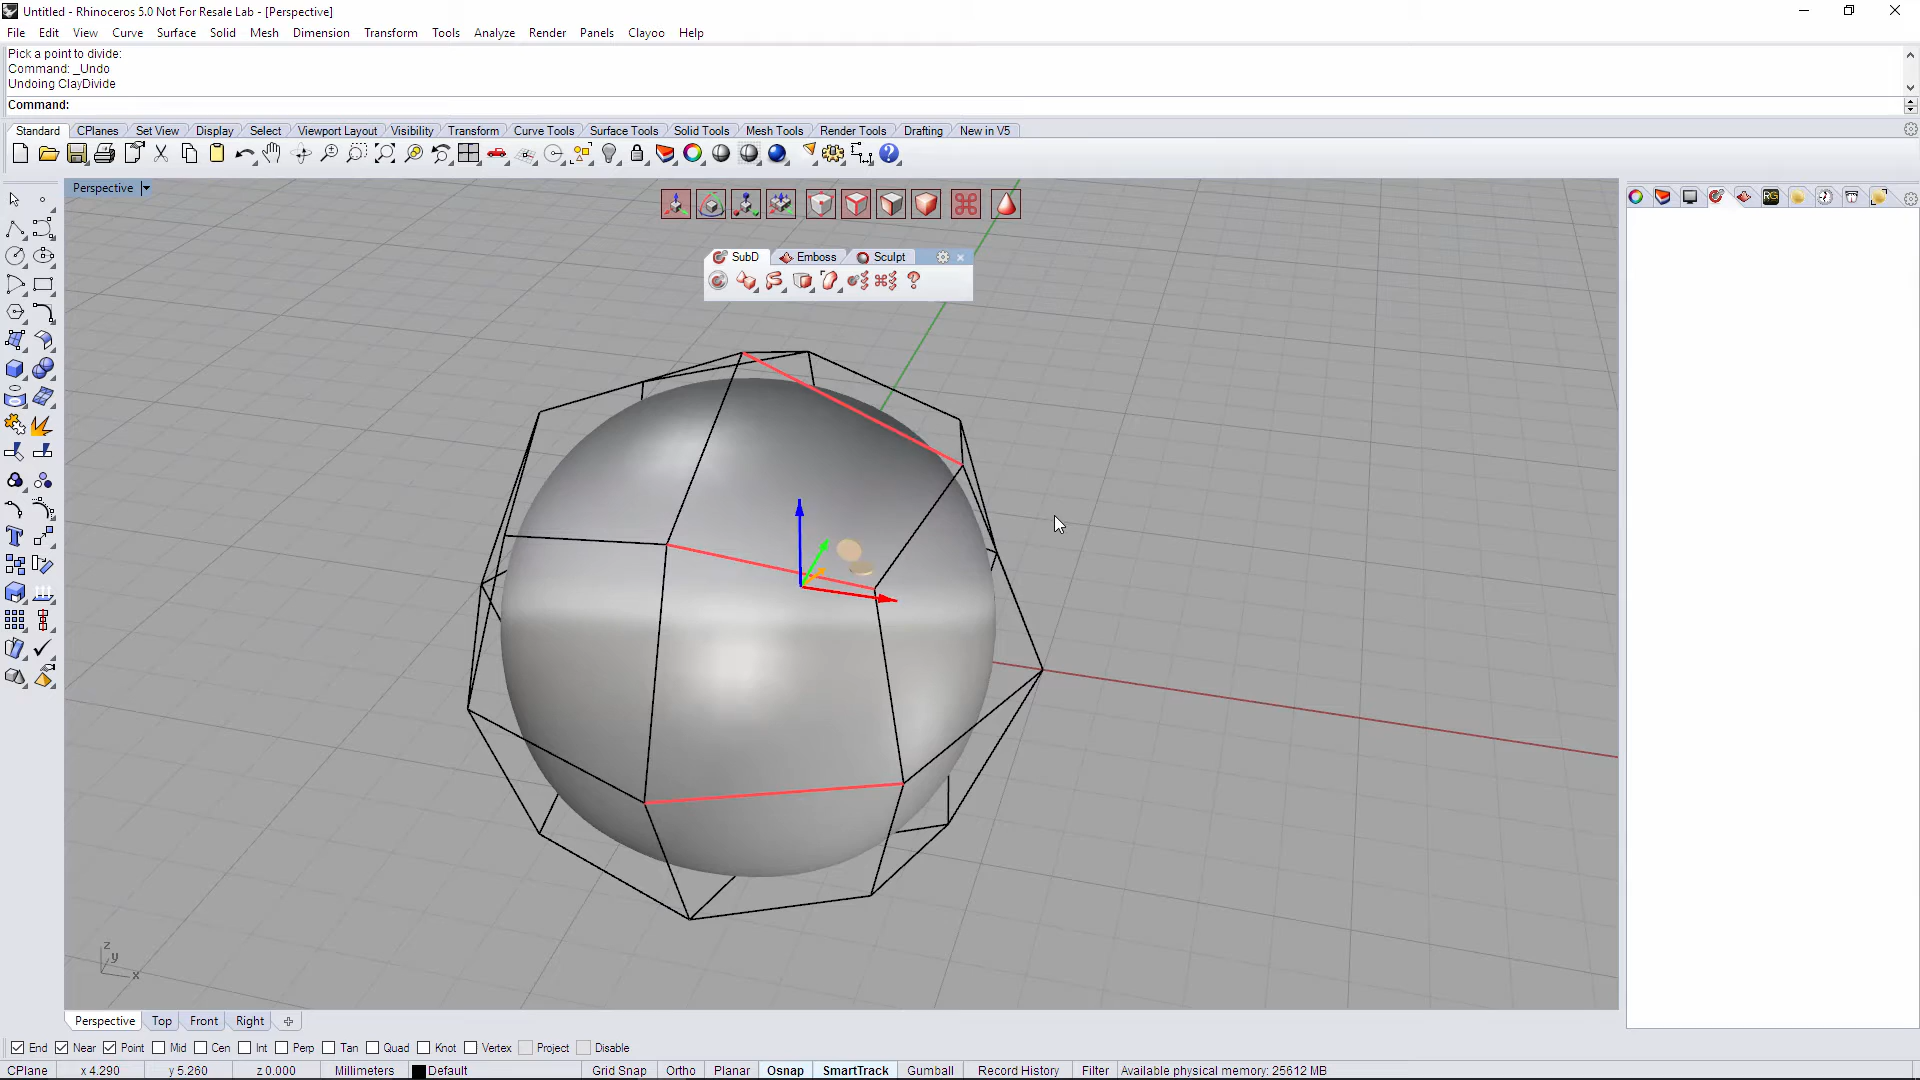 Untitled - Rhinoceros 5.0 Not For Resale Lab - [Perspective]
File Edit View Curve Surface Solid Mesh Dimension Transform Tools Analyze Render Panels Clayoo Help
Pick a point to divide:
Command: _Undo
Undoing ClayDivide
Command:
Standard CPlanes Set View Display Select Viewport Layout Visibility Transform Curve Tools Surface Tools Solid Tools Mesh Tools Render Tools Drafting New in V5
Perspective
RG
SubD Emboss Sculpt
z
y
x
Perspective Top Front Right
End Near Point Mid Cen Int Perp Tan Quad Knot Vertex Project Disable
CPlane x 4.290 y 5.260 z 0.000 Millimeters Default Grid Snap Ortho Planar Osnap SmartTrack Gumball Record History Filter Available physical memory: 25612 MB